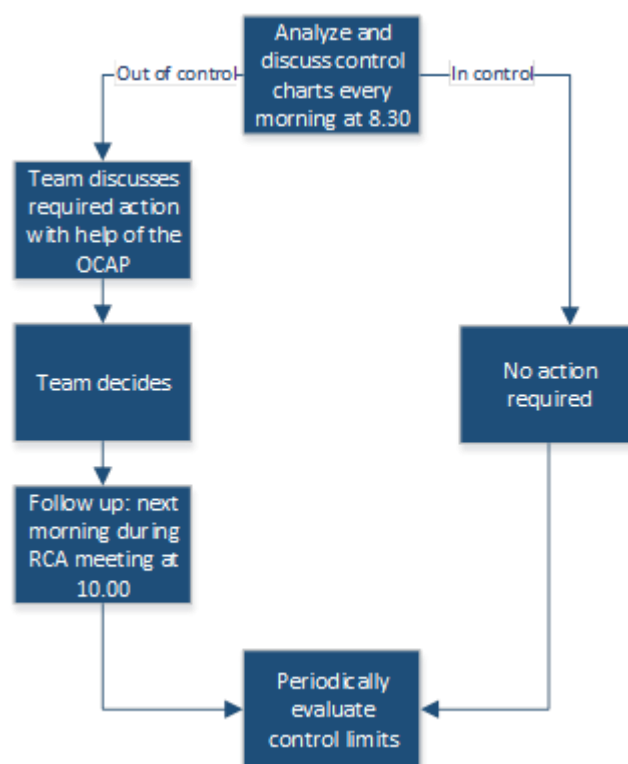 Analyze and
discuss control
charts every
morning at 8.30
Out of control
In control
Team discusses
required action
with help of the
OCAP
Team decides
No action
required
Follow up: next
morning during
RCA meeting at
10.00
Periodically
evaluate
control limits